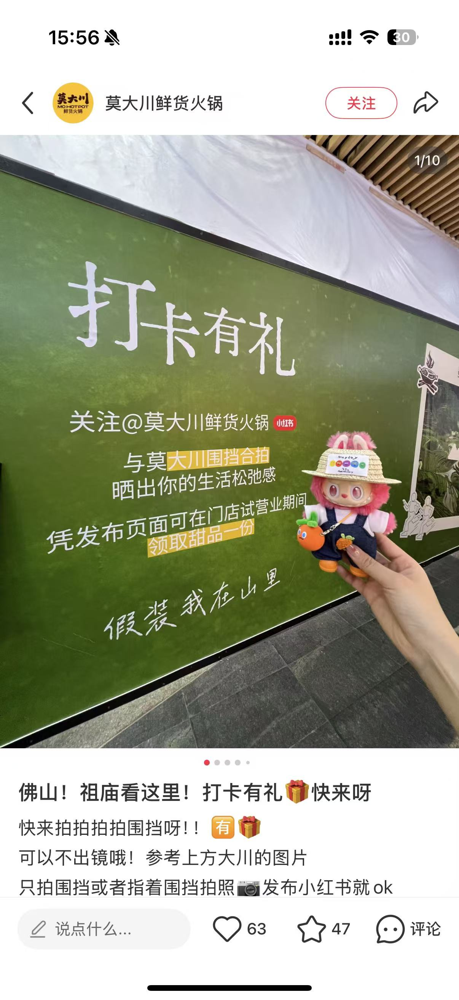 15:56
30
莫大川
MO HOTPOT
鲜货火锅
莫大川鲜货火锅
关注
1/10
打卡有礼
关注@莫大川鲜货火锅 小红书
与莫大川围挡合拍
晒出你的生活松弛感
凭发布页面可在门店试营业期间
领取甜品一份
假装我在山里
mayday
25th
anniversary
佛山！祖庙看这里！打卡有礼🎁快来呀
快来拍拍拍拍围挡呀！！🈶🎁
可以不出镜哦！参考上方大川的图片
只拍围挡或者指着围挡拍照📷发布小红书就ok
说点什么...
63
47
评论